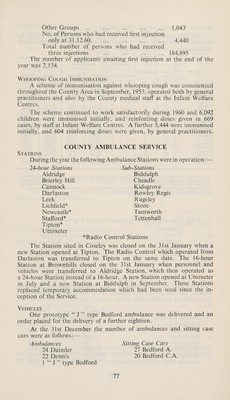 Other Groups ... ... ... ... ... 1,043
No. of Persons who had received first injection
only at 31.12.60. ... ... ... 4,440
Total number of persons who had received
three injections ... ... ... ... 184,895
The number of applicants awaiting first injection at the end of the
year was 2,134.
WHOOPING COUGH IMMUNISATION
A scheme of immunisation against whooping cough was commenced
throughout the County Area in September, 1953, operated both by general
practitioners and also by the County medical staff at the Infant Welfare
Centres.
The scheme continued to work satisfactorily during 1960 and 6,092
children were immunised initially, and reinforcing doses given in 669
cases, by staff at Infant Welfare Centres. A further 5,444 were immunised
initially, and 604 reinforcing doses were given, by general practitioners.
COUNTY AMBULANCE SERVICE
STATIONS
During the year the following Ambulance Stations were in operation:—
24-hour Stations Sub-Stations
Aldridge Biddulph
Brierley Hill Cheadle
Cannock Kidsgrove
Darlaston Rowley Regis
Leek Rugeley
Lichfield* Stone
Newcastle* Tamworth
Stafford* Tettenhall
Tipton*
Uttoxeter
*Radio Control Stations
The Station sited in Coseley was closed on the 31st January when a
new Station opened at Tipton. The Radio Control which operated from
Darlaston was transferred to Tipton on the same date. The 16-hour
Station at Brownhills closed on the 31st January when personnel and
vehicles were transferred to Aldridge Station, which then operated as
a 24-hour Station instead of a 16-hour. A new Station opened at Uttoxeter
in July and a new Station at Biddulph in September. These Stations
replaced temporary accommodation which had been used since the in-
ception of the Service.
VEHICLES
One prototype "J" type Bedford ambulance was delivered and an
order placed for the delivery of a further eighteen.
At the 31st December the number of ambulances and sitting case
cars were as follows:—
Ambulances Sitting Case Cars
24 Daimler 27 Bedford A.
22 Dennis 20 Bedford C.A.
1 "J" type Bedford
77